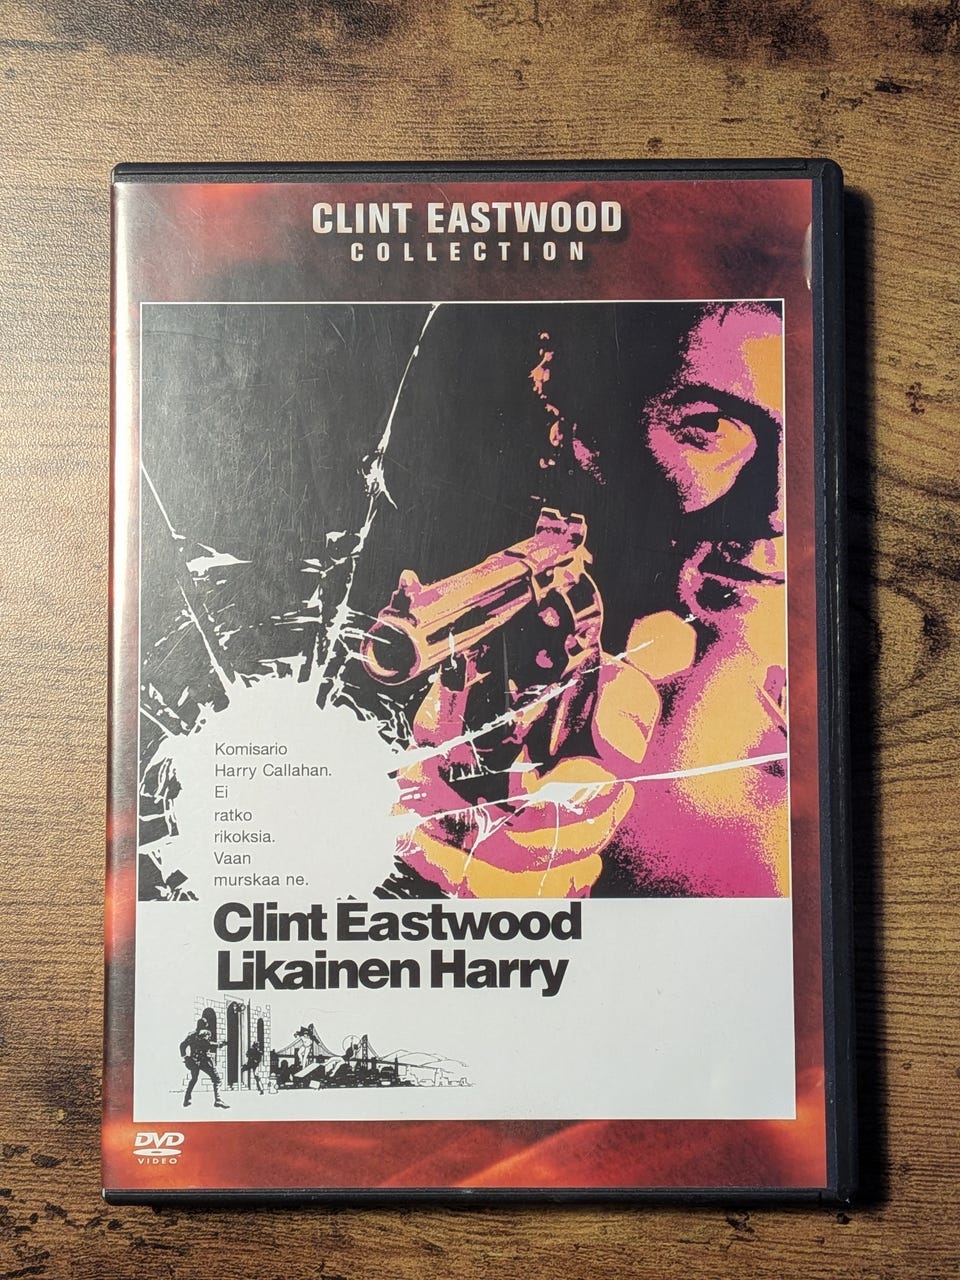 CLINT EASTWOOD
COLLECTION
Komisario
Harry Callahan.
Ei
ratko
rikoksia.
Vaan
murskaa ne.
Clint Eastwood
Likainen Harry
DVD
VIDEO